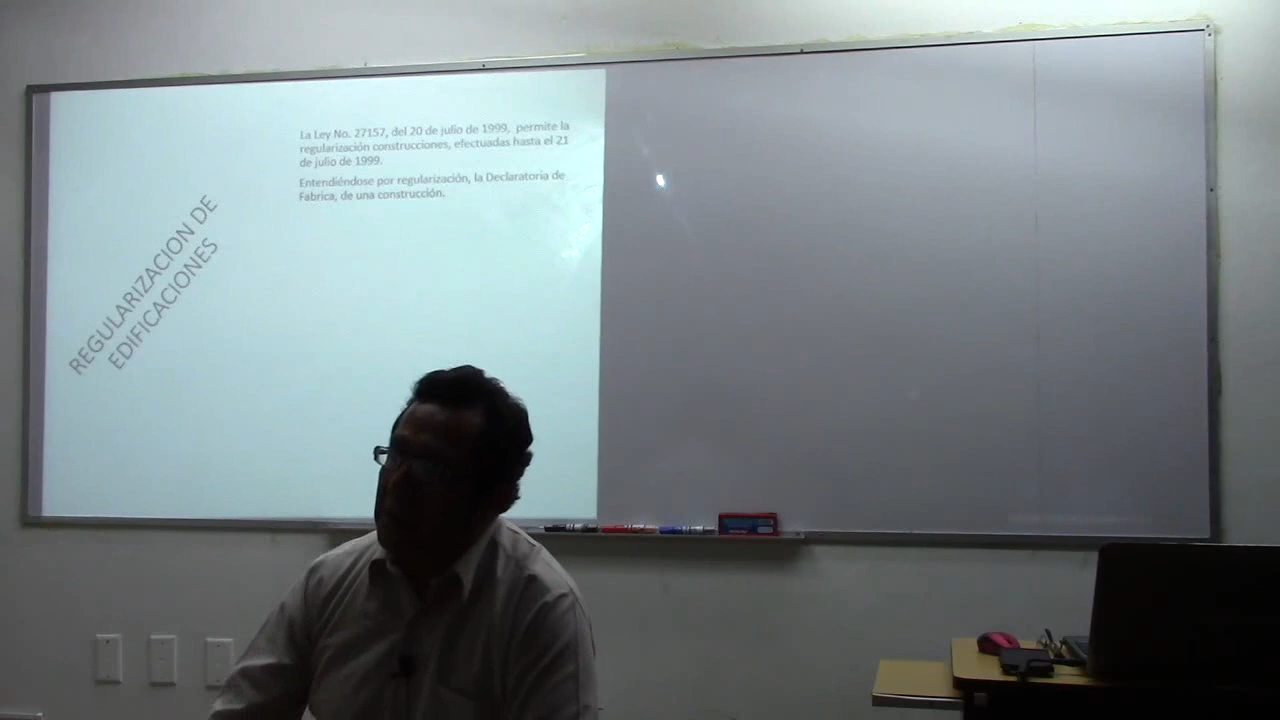 REGULARIZACION DE
EDIFICACIONES
La Ley No. 27157, del 20 de julio de 1999, permite la
regularización construcciones, efectuadas hasta el 21
de julio de 1999.
Entendiéndose por regularización, la Declaratoria de
Fabrica, de una construcción.